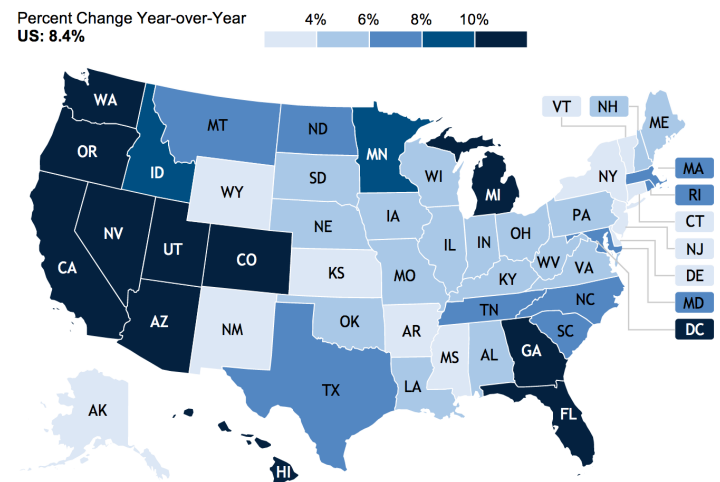 Percent Change Year-over-Year
US: 8.4%
4% 6% 8% 10%
WA
VT NH
ME
MT ND
OR
MN
ID
WI
NY
MA
SD
MI
WY
RI
IA
PA
CT
NE
NV
OH
IL IN
NJ
UT
CO
WV
CA
KS
MO
VA
DE
KY
NC
MD
TN
AZ
OK
NM
AR
SC
DC
GA
MS AL
TX
LA
AK
FL
HI